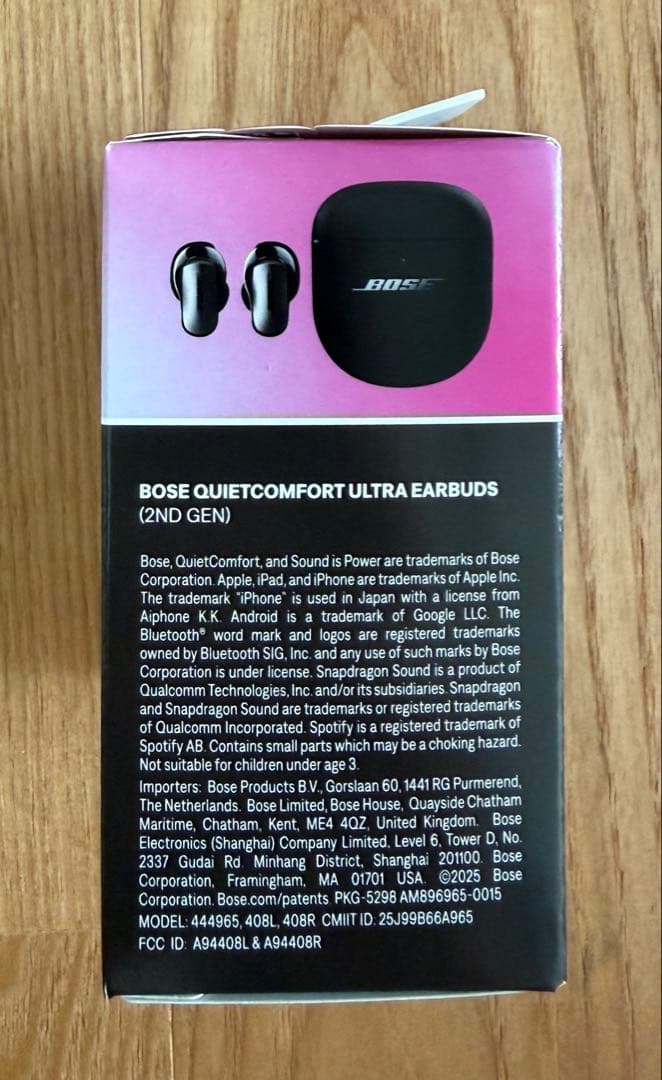 BOSE
BOSE QUIETCOMFORT ULTRA EARBUDS
(2ND GEN)
Bose, QuietComfort, and Sound is Power are trademarks of Bose
Corporation. Apple, iPad, and iPhone are trademarks of Apple Inc.
The trademark "iPhone" is used in Japan with a license from
Aiphone K.K. Android is a trademark of Google LLC. The
Bluetooth® word mark and logos are registered trademarks
owned by Bluetooth SIG, Inc. and any use of such marks by Bose
Corporation is under license. Snapdragon Sound is a product of
Qualcomm Technologies, Inc. and/or its subsidiaries. Snapdragon
and Snapdragon Sound are trademarks or registered trademarks
of Qualcomm Incorporated. Spotify is a registered trademark of
Spotify AB. Contains small parts which may be a choking hazard.
Not suitable for children under age 3.
Importers: Bose Products B.V., Gorslaan 60, 1441 RG Purmerend,
The Netherlands. Bose Limited, Bose House, Quayside Chatham
Maritime, Chatham, Kent, ME4 4QZ, United Kingdom. Bose
Electronics (Shanghai) Company Limited. Level 6, Tower D, No.
2337 Gudai Rd. Minhang District, Shanghai 201100. Bose
Corporation, Framingham, MA 01701 USA. ©2025 Bose
Corporation. Bose.com/patents PKG-5298 AM896965-0015
MODEL: 444965, 408L, 408R CMIIT ID: 25J99B66A965
FCC ID: A94408L & A94408R